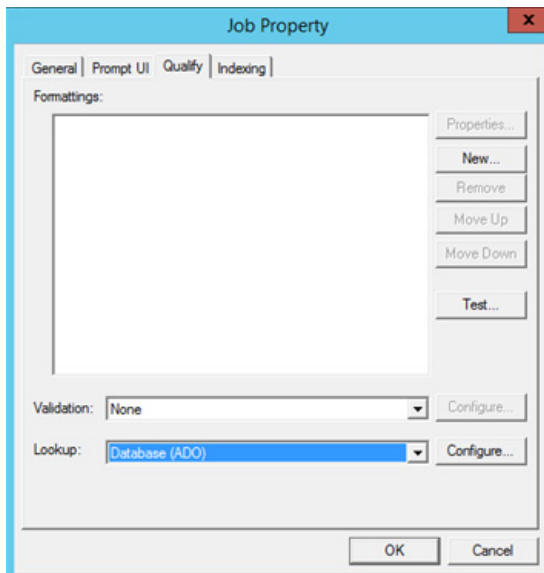 Job Property
x
General
Prompt UI
Qualify
Indexing
Formattings:
Properties...
New...
Remove
Move Up
Move Down
Test...
Validation:
None
Configure...
Lookup:
Database (ADO)
Configure...
OK
Cancel